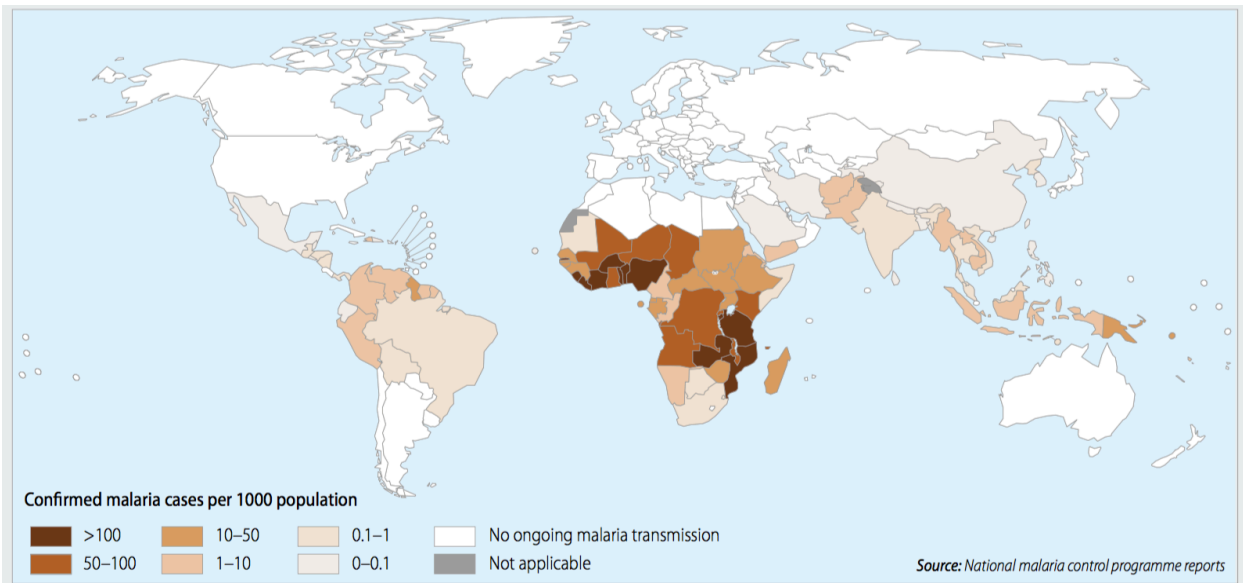 Confirmed malaria cases per 1000 population
>100
10–50
0.1–1
No ongoing malaria transmission
50–100
1–10
0–0.1
Not applicable
Source: National malaria control programme reports